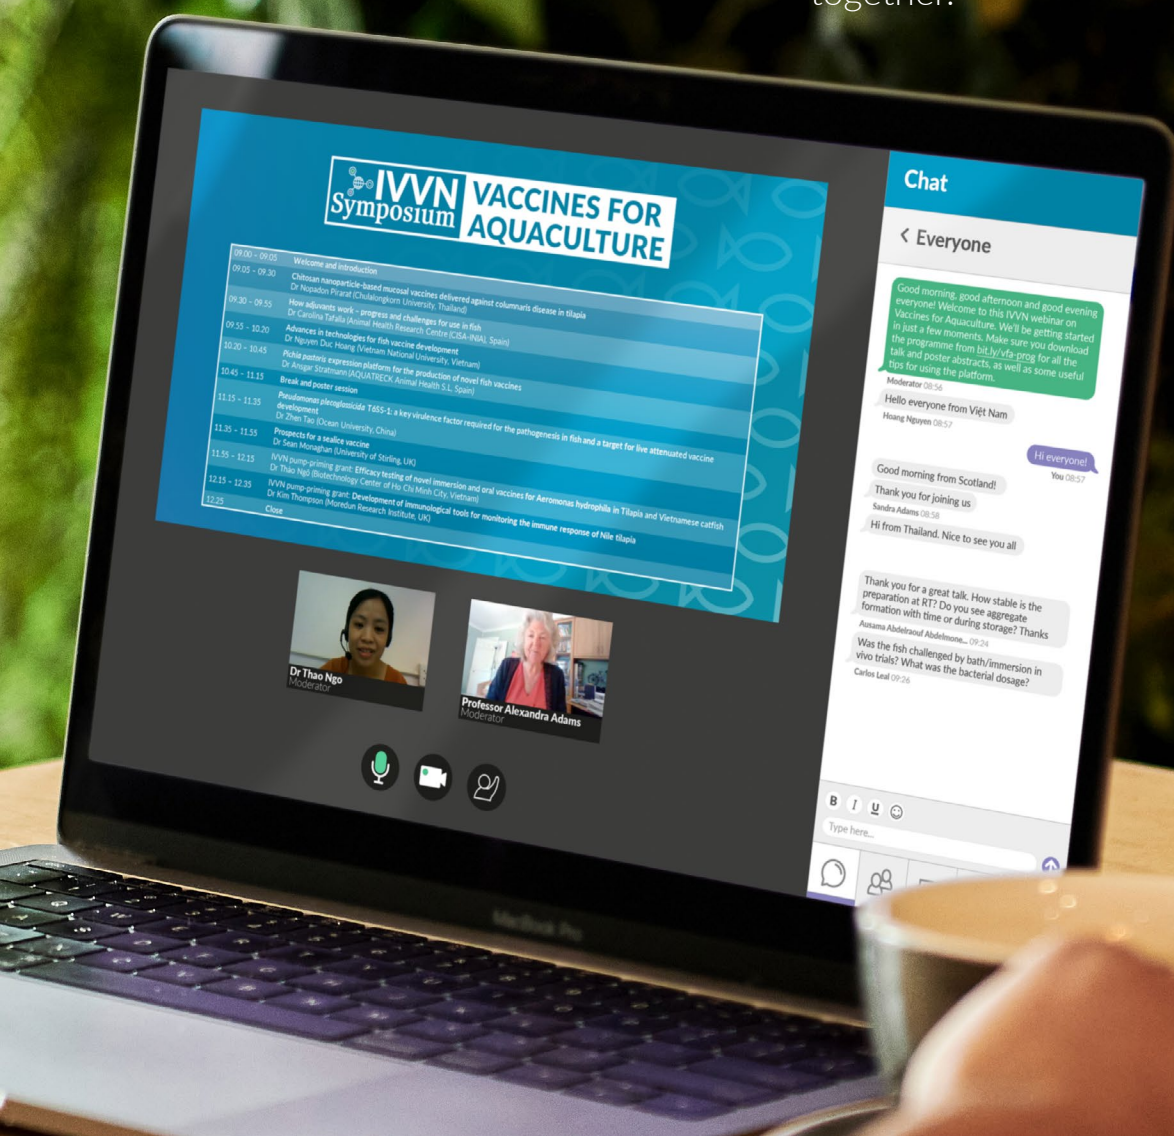 together.
IVVN
Symposium
VACCINES FOR
AQUACULTURE
09.00 – 09.05 Welcome and introduction
09.05 – 09.30 Chitosan nanoparticle-based mucosal vaccines delivered against columnaris disease in tilapia
Dr Nopadon Pirarat (Chulalongkorn University, Thailand)
09.30 – 09.55 How adjuvants work – progress and challenges for use in fish
Dr Carolina Tafalla (Animal Health Research Centre (CISA-INIA), Spain)
09.55 – 10.20 Advances in technologies for fish vaccine development
Dr Nguyen Duc Hoang (Vietnam National University, Vietnam)
10.20 – 10.45 Pichia pastoris expression platform for the production of novel fish vaccines
Dr Ansgar Stratmann (AQUATRECK Animal Health S.L, Spain)
10.45 – 11.15 Break and poster session
11.15 – 11.35 Pseudomonas plecoglossicida T6SS-1: a key virulence factor required for the pathogenesis in fish and a target for live attenuated vaccine
development
Dr Zhen Tao (Ocean University, China)
11.35 – 11.55 Prospects for a sealice vaccine
Dr Sean Monaghan (University of Stirling, UK)
11.55 – 12.15 IVVN pump-priming grant: Efficacy testing of novel immersion and oral vaccines for Aeromonas hydrophila in Tilapia and Vietnamese catfish
Dr Thảo Ngô (Biotechnology Center of Ho Chi Minh City, Vietnam)
12.15 – 12.35 IVVN pump-priming grant: Development of immunological tools for monitoring the immune response of Nile tilapia
Dr Kim Thompson (Moredun Research Institute, UK)
12.25 Close
Dr Thao Ngo
Moderator
Professor Alexandra Adams
Moderator
Chat
< Everyone
Good morning, good afternoon and good evening
everyone! Welcome to this IVVN webinar on
Vaccines for Aquaculture. We'll be getting started
in just a few moments. Make sure you download
the programme from bit.ly/vfa-prog for all the
talk and poster abstracts, as well as some useful
tips for using the platform.
Moderator 08:56
Hello everyone from Việt Nam
Hoang Nguyen 08:57
Hi everyone!
You 08:57
Good morning from Scotland!
Thank you for joining us
Sandra Adams 08:58
Hi from Thailand. Nice to see you all
Thank you for a great talk. How stable is the
preparation at RT? Do you see aggregate
formation with time or during storage? Thanks
Ausama Abdelraouf Abdelmone... 09:24
Was the fish challenged by bath/immersion in
vivo trials? What was the bacterial dosage?
Carlos Leal 09:26
B I U
Type here...
MacBook Pro